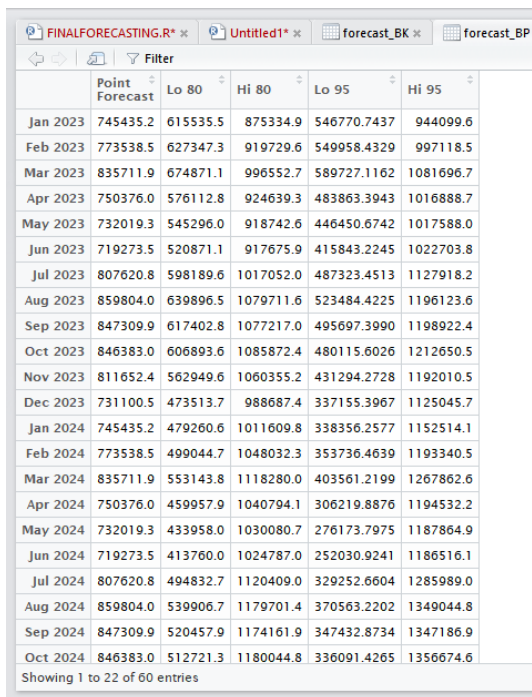 FINALFORECASTING.R* × Untitled1* × forecast_BK × forecast_BP
Filter
Point Forecast Lo 80 Hi 80 Lo 95 Hi 95
Jan 2023 745435.2 615535.5 875334.9 546770.7437 944099.6
Feb 2023 773538.5 627347.3 919729.6 549958.4329 997118.5
Mar 2023 835711.9 674871.1 996552.7 589727.1162 1081696.7
Apr 2023 750376.0 576112.8 924639.3 483863.3943 1016888.7
May 2023 732019.3 545296.0 918742.6 446450.6742 1017588.0
Jun 2023 719273.5 520871.1 917675.9 415843.2245 1022703.8
Jul 2023 807620.8 598189.6 1017052.0 487323.4513 1127918.2
Aug 2023 859804.0 639896.5 1079711.6 523484.4225 1196123.6
Sep 2023 847309.9 617402.8 1077217.0 495697.3990 1198922.4
Oct 2023 846383.0 606893.6 1085872.4 480115.6026 1212650.5
Nov 2023 811652.4 562949.6 1060355.2 431294.2728 1192010.5
Dec 2023 731100.5 473513.7 988687.4 337155.3967 1125045.7
Jan 2024 745435.2 479260.6 1011609.8 338356.2577 1152514.1
Feb 2024 773538.5 499044.7 1048032.3 353736.4639 1193340.5
Mar 2024 835711.9 553143.8 1118280.0 403561.2199 1267862.6
Apr 2024 750376.0 459957.9 1040794.1 306219.8876 1194532.2
May 2024 732019.3 433958.0 1030080.7 276173.7975 1187864.9
Jun 2024 719273.5 413760.0 1024787.0 252030.9241 1186516.1
Jul 2024 807620.8 494832.7 1120409.0 329252.6604 1285989.0
Aug 2024 859804.0 539906.7 1179701.4 370563.2202 1349044.8
Sep 2024 847309.9 520457.9 1174161.9 347432.8734 1347186.9
Oct 2024 846383.0 512721.3 1180044.8 336091.4265 1356674.6
Showing 1 to 22 of 60 entries